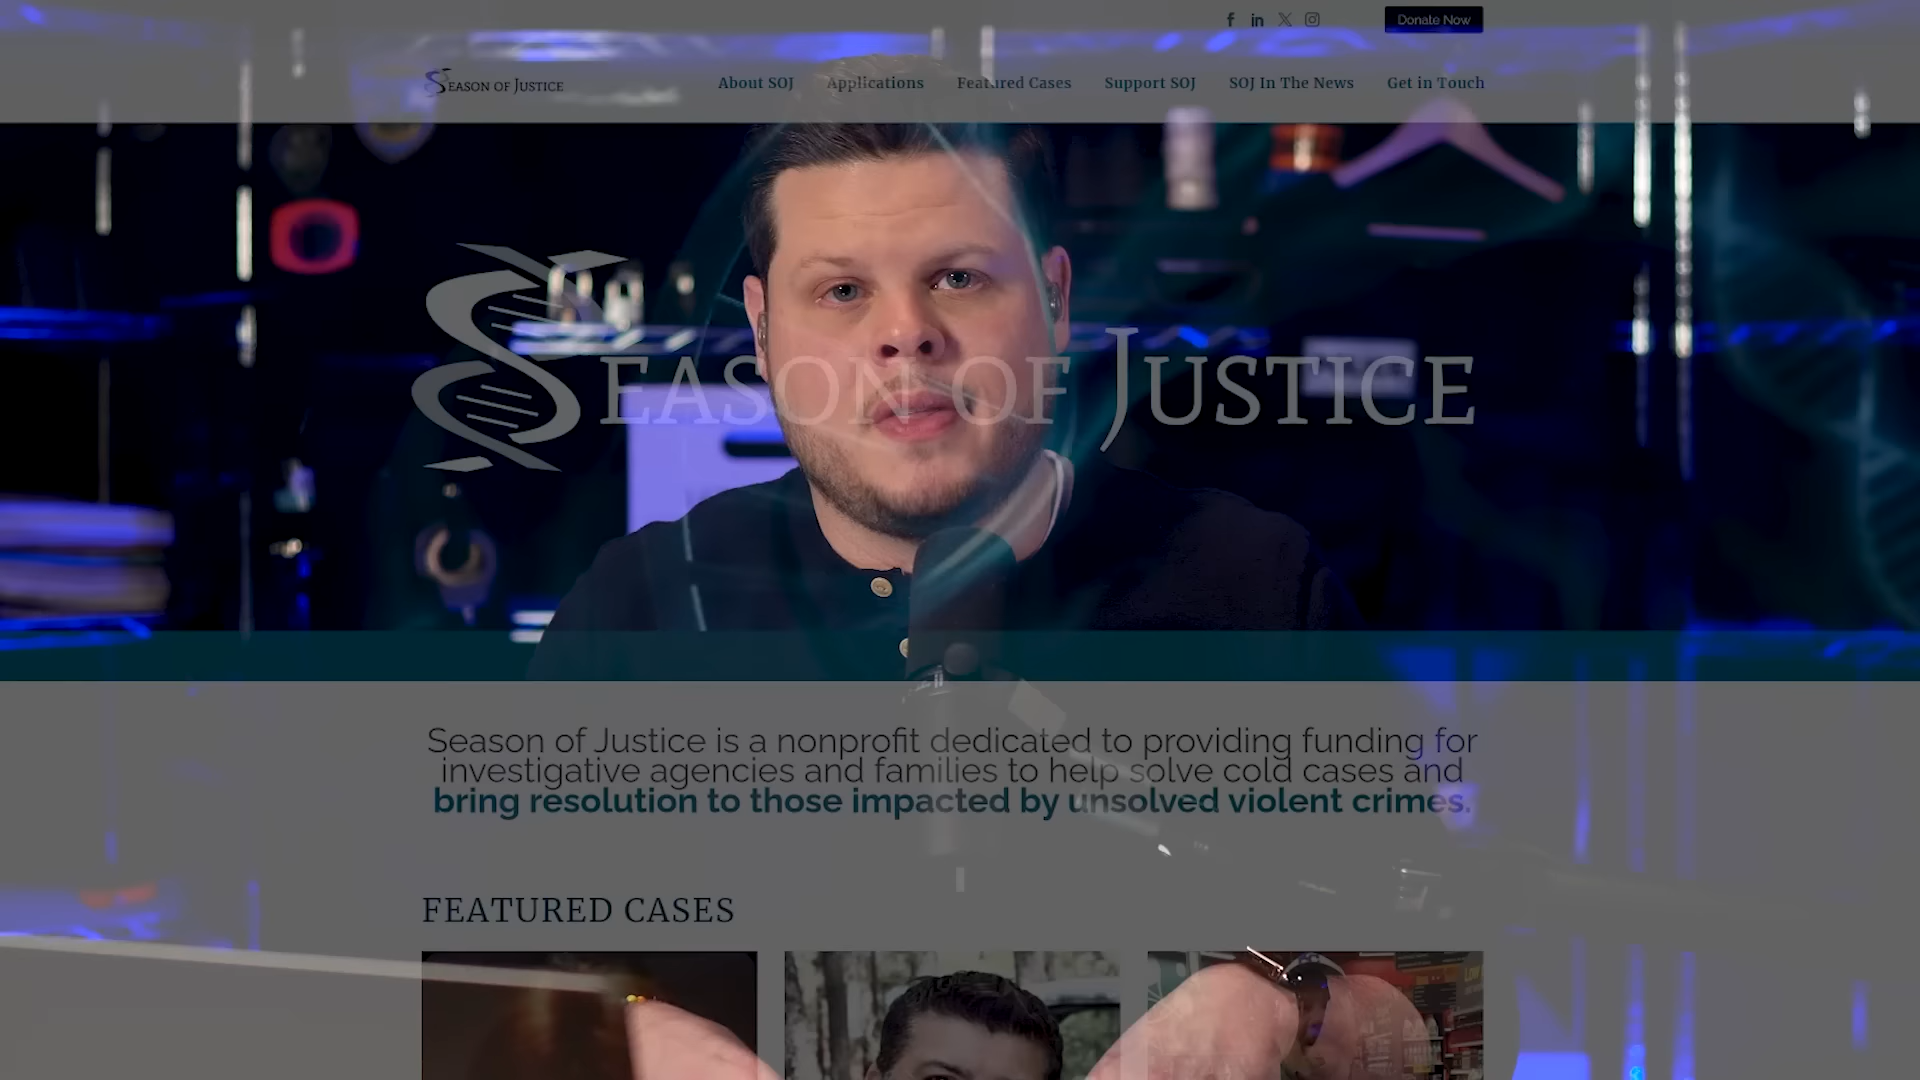 Donate Now
SEASON OF JUSTICE
About SOJ Applications Featured Cases Support SOJ SOJ In The News Get in Touch
SEASON OF JUSTICE
Season of Justice is a nonprofit dedicated to providing funding for
investigative agencies and families to help solve cold cases and
bring resolution to those impacted by unsolved violent crimes.
FEATURED CASES